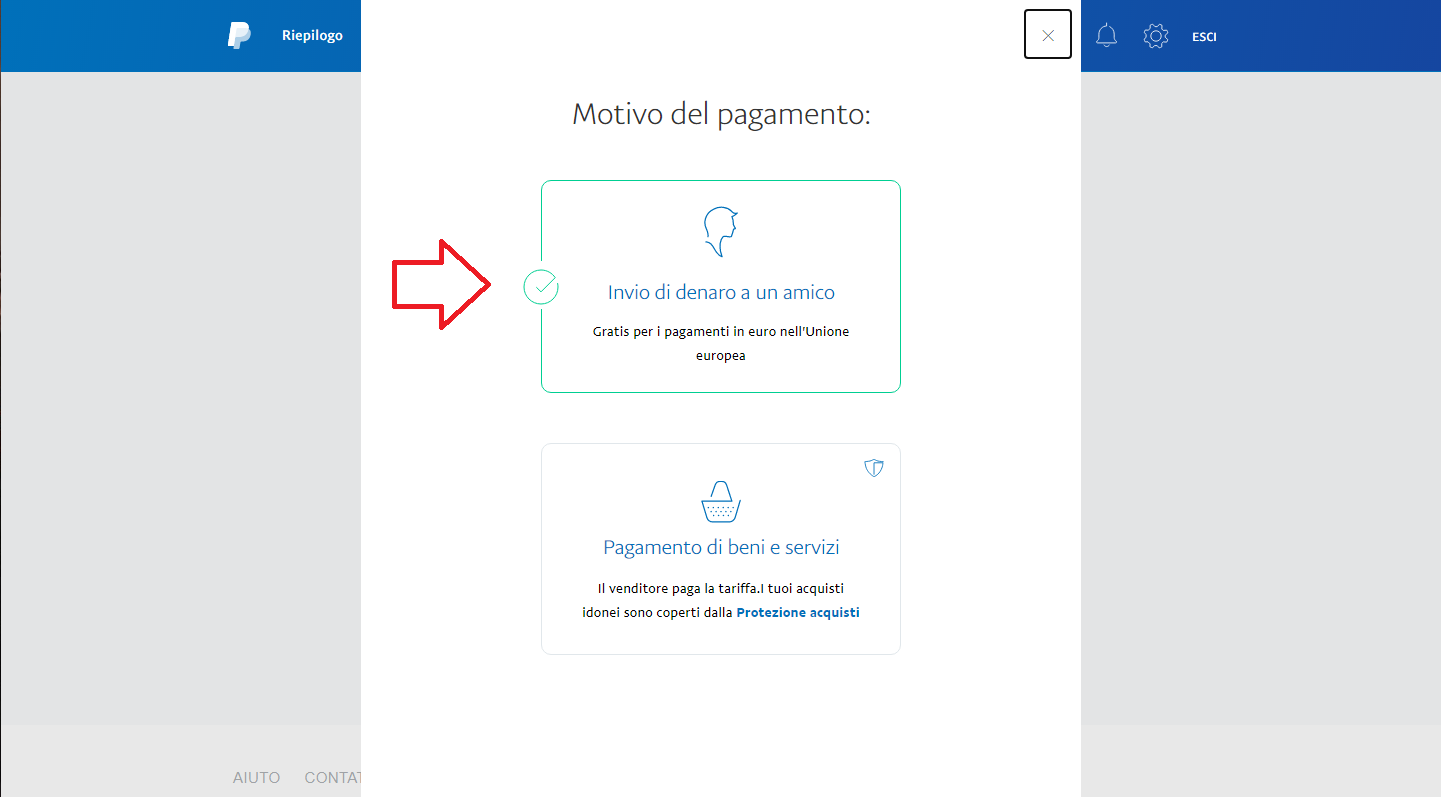 Riepilogo
ESCI
Motivo del pagamento:
Invio di denaro a un amico
Gratis per i pagamenti in euro nell'Unione
europea
Pagamento di beni e servizi
Il venditore paga la tariffa.I tuoi acquisti
idonei sono coperti dalla Protezione acquisti
AIUTO CONTAT